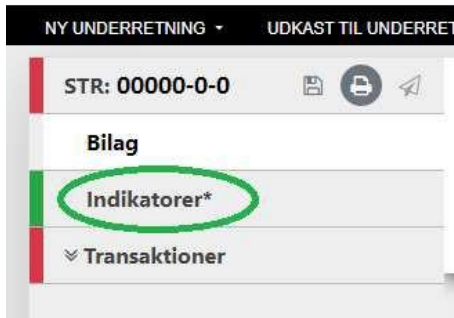 NY UNDERRETNING UDKAST TIL UNDERRET
STR: 00000-0-0
Bilag
Indikatorer*
Transaktioner